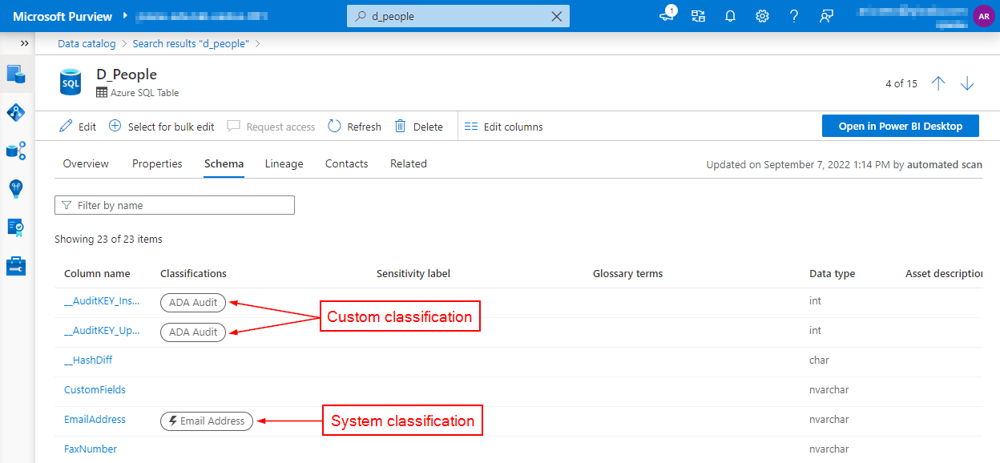 Microsoft Purview
d_people
1
AR
Data catalog > Search results "d_people" >
SQL
D_People
Azure SQL Table
4 of 15
Edit Select for bulk edit Request access Refresh Delete Edit columns Open in Power BI Desktop
Overview Properties Schema Lineage Contacts Related Updated on September 7, 2022 1:14 PM by automated scan
Filter by name
Showing 23 of 23 items
Column name Classifications Sensitivity label Glossary terms Data type Asset description
__AuditKEY_Ins... ADA Audit int
Custom classification
__AuditKEY_Up... ADA Audit int
__HashDiff char
CustomFields nvarchar
EmailAddress Email Address System classification nvarchar
FaxNumber nvarchar